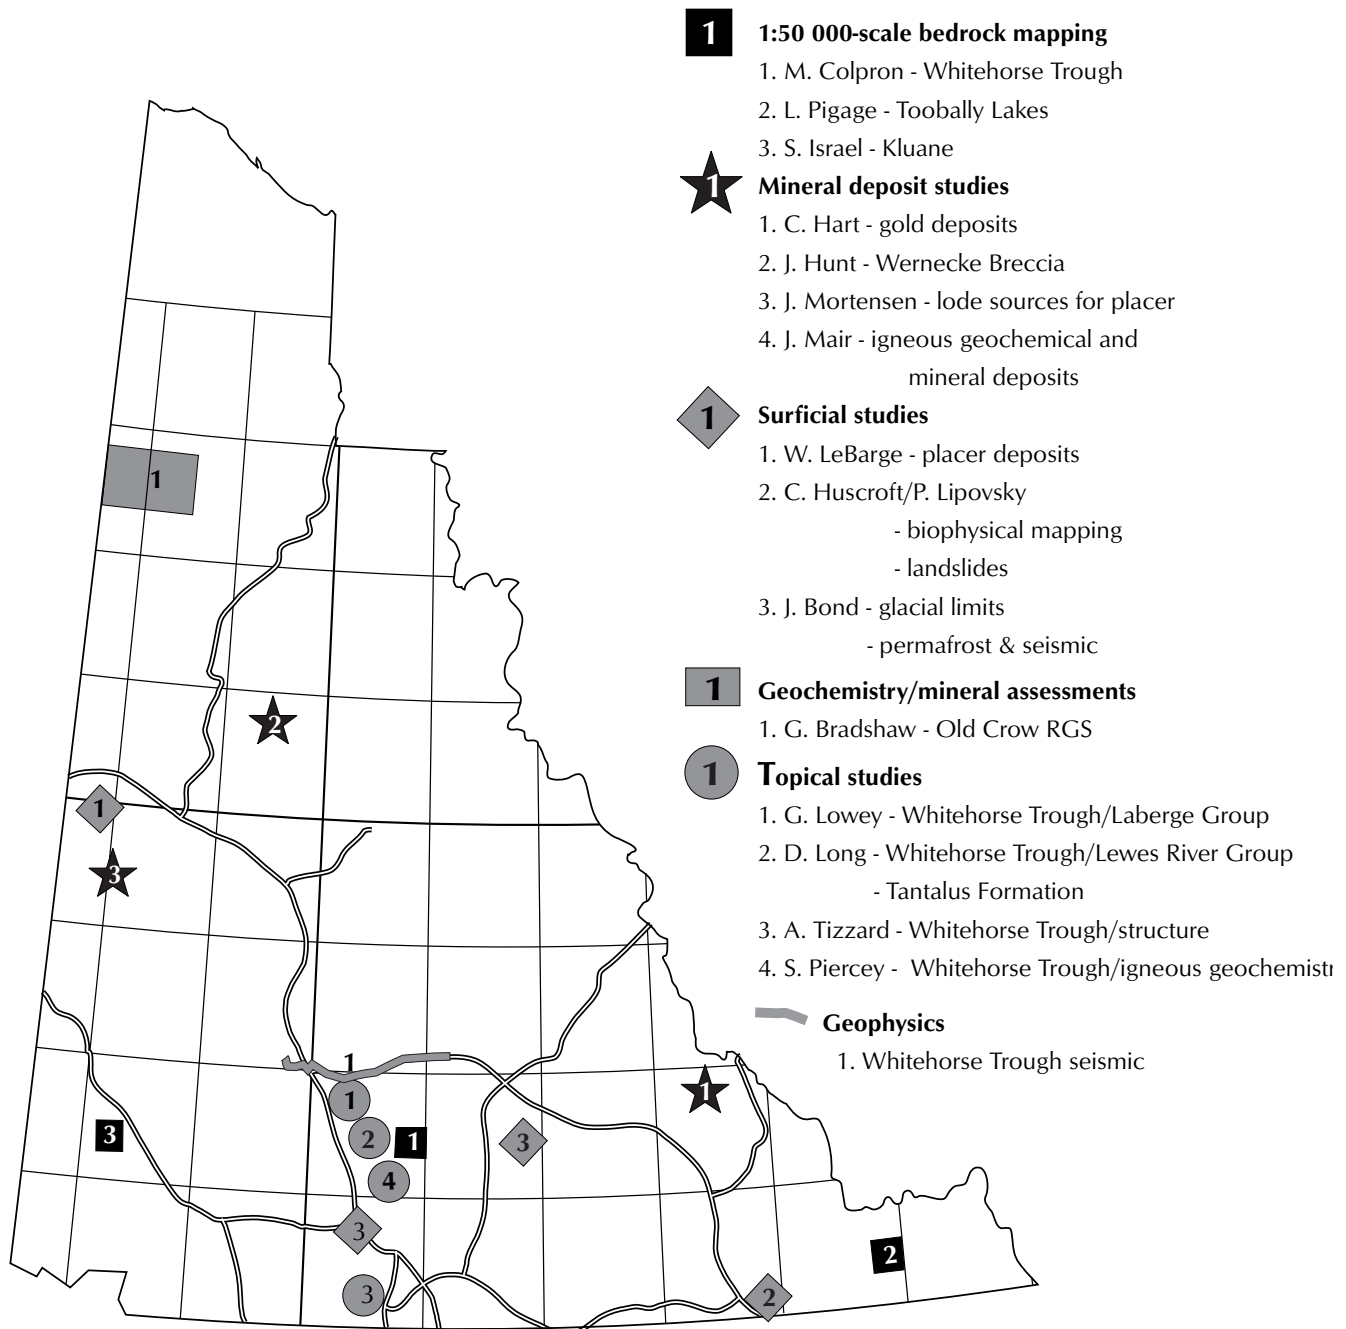 1 1:50 000-scale bedrock mapping
1. M. Colpron - Whitehorse Trough
2. L. Pigage - Toobally Lakes
3. S. Israel - Kluane
1 Mineral deposit studies
1. C. Hart - gold deposits
2. J. Hunt - Wernecke Breccia
3. J. Mortensen - lode sources for placer
4. J. Mair - igneous geochemical and
mineral deposits
1 Surficial studies
1. W. LeBarge - placer deposits
2. C. Huscroft/P. Lipovsky
- biophysical mapping
- landslides
3. J. Bond - glacial limits
- permafrost & seismic
1 Geochemistry/mineral assessments
1. G. Bradshaw - Old Crow RGS
1 Topical studies
1. G. Lowey - Whitehorse Trough/Laberge Group
2. D. Long - Whitehorse Trough/Lewes River Group
- Tantalus Formation
3. A. Tizzard - Whitehorse Trough/structure
4. S. Piercey - Whitehorse Trough/igneous geochemistr
Geophysics
1. Whitehorse Trough seismic
1
2
1
3
1
1
1
3
2
1
3
4
3
2
3
2